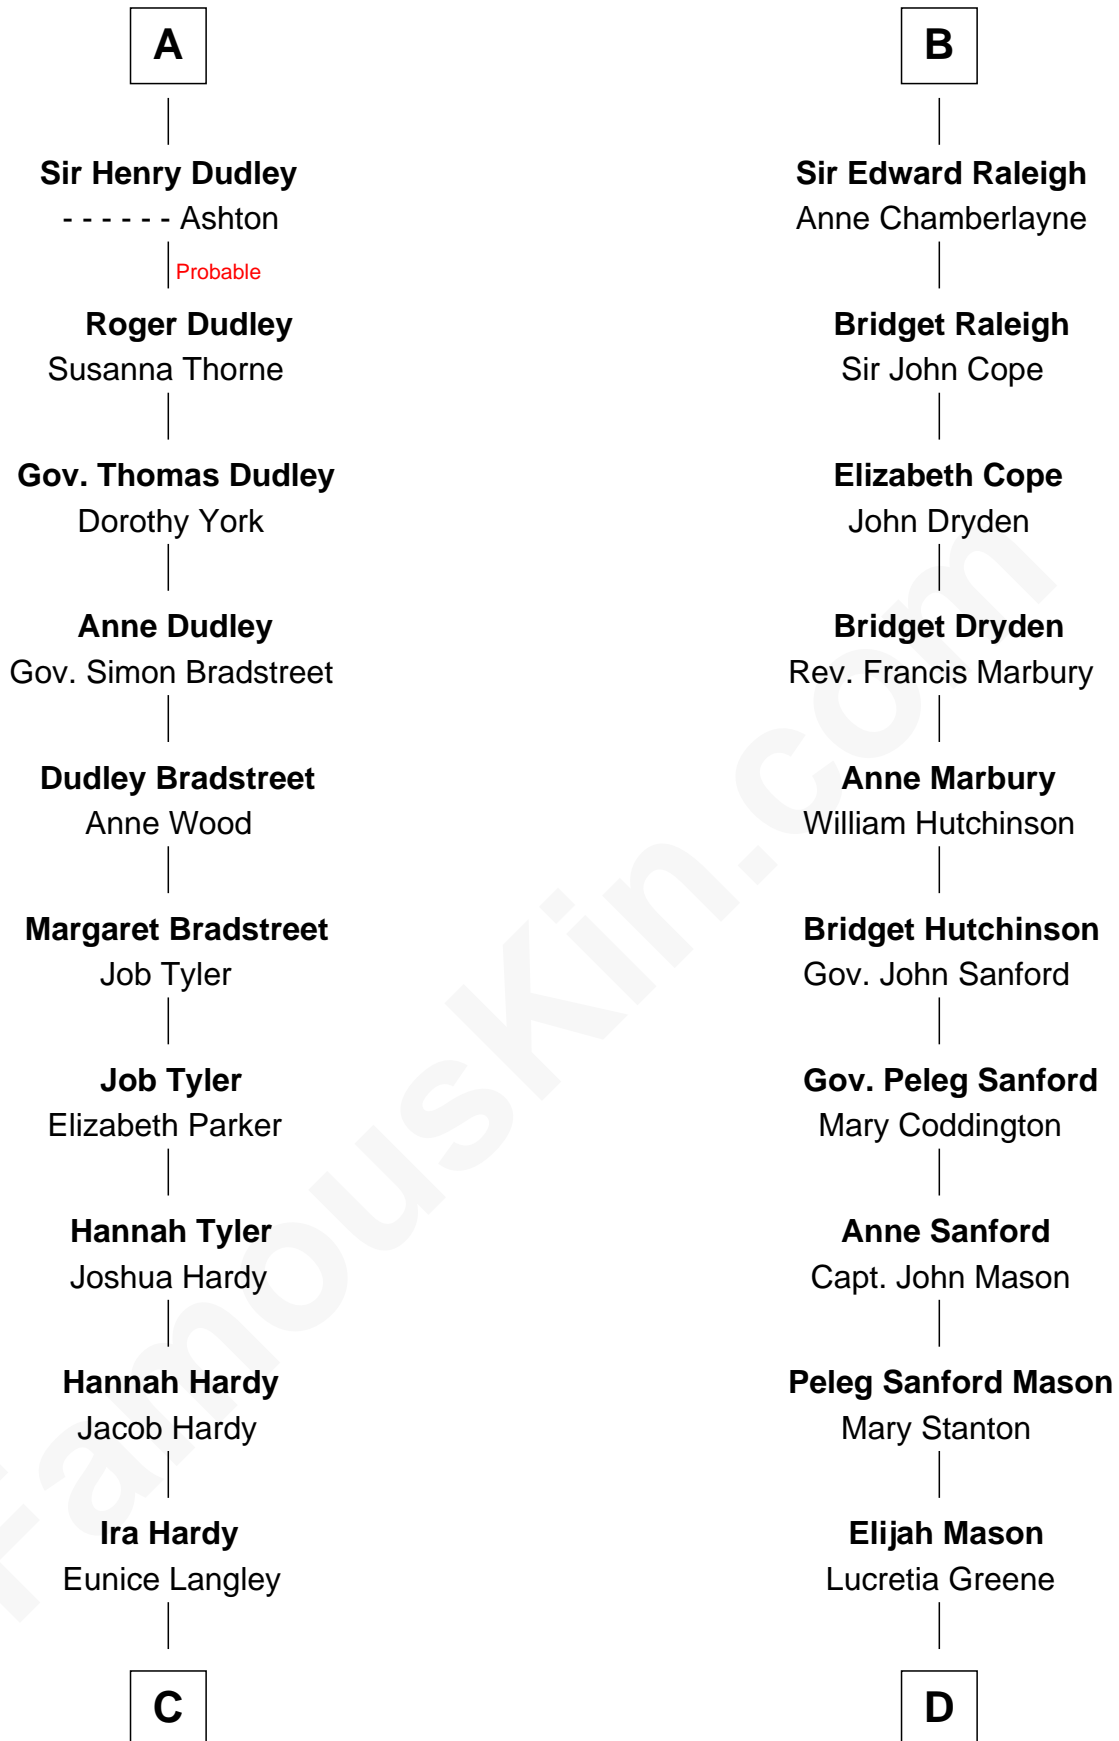 A
Sir Henry Dudley
- - - - - - Ashton
Probable
Roger Dudley
Susanna Thorne
Gov. Thomas Dudley
Dorothy York
Anne Dudley
Gov. Simon Bradstreet
Dudley Bradstreet
Anne Wood
Margaret Bradstreet
Job Tyler
Job Tyler
Elizabeth Parker
Hannah Tyler
Joshua Hardy
Hannah Hardy
Jacob Hardy
Ira Hardy
Eunice Langley
C
B
Sir Edward Raleigh
Anne Chamberlayne
Bridget Raleigh
Sir John Cope
Elizabeth Cope
John Dryden
Bridget Dryden
Rev. Francis Marbury
Anne Marbury
William Hutchinson
Bridget Hutchinson
Gov. John Sanford
Gov. Peleg Sanford
Mary Coddington
Anne Sanford
Capt. John Mason
Peleg Sanford Mason
Mary Stanton
Elijah Mason
Lucretia Greene
D
FamousKin.com